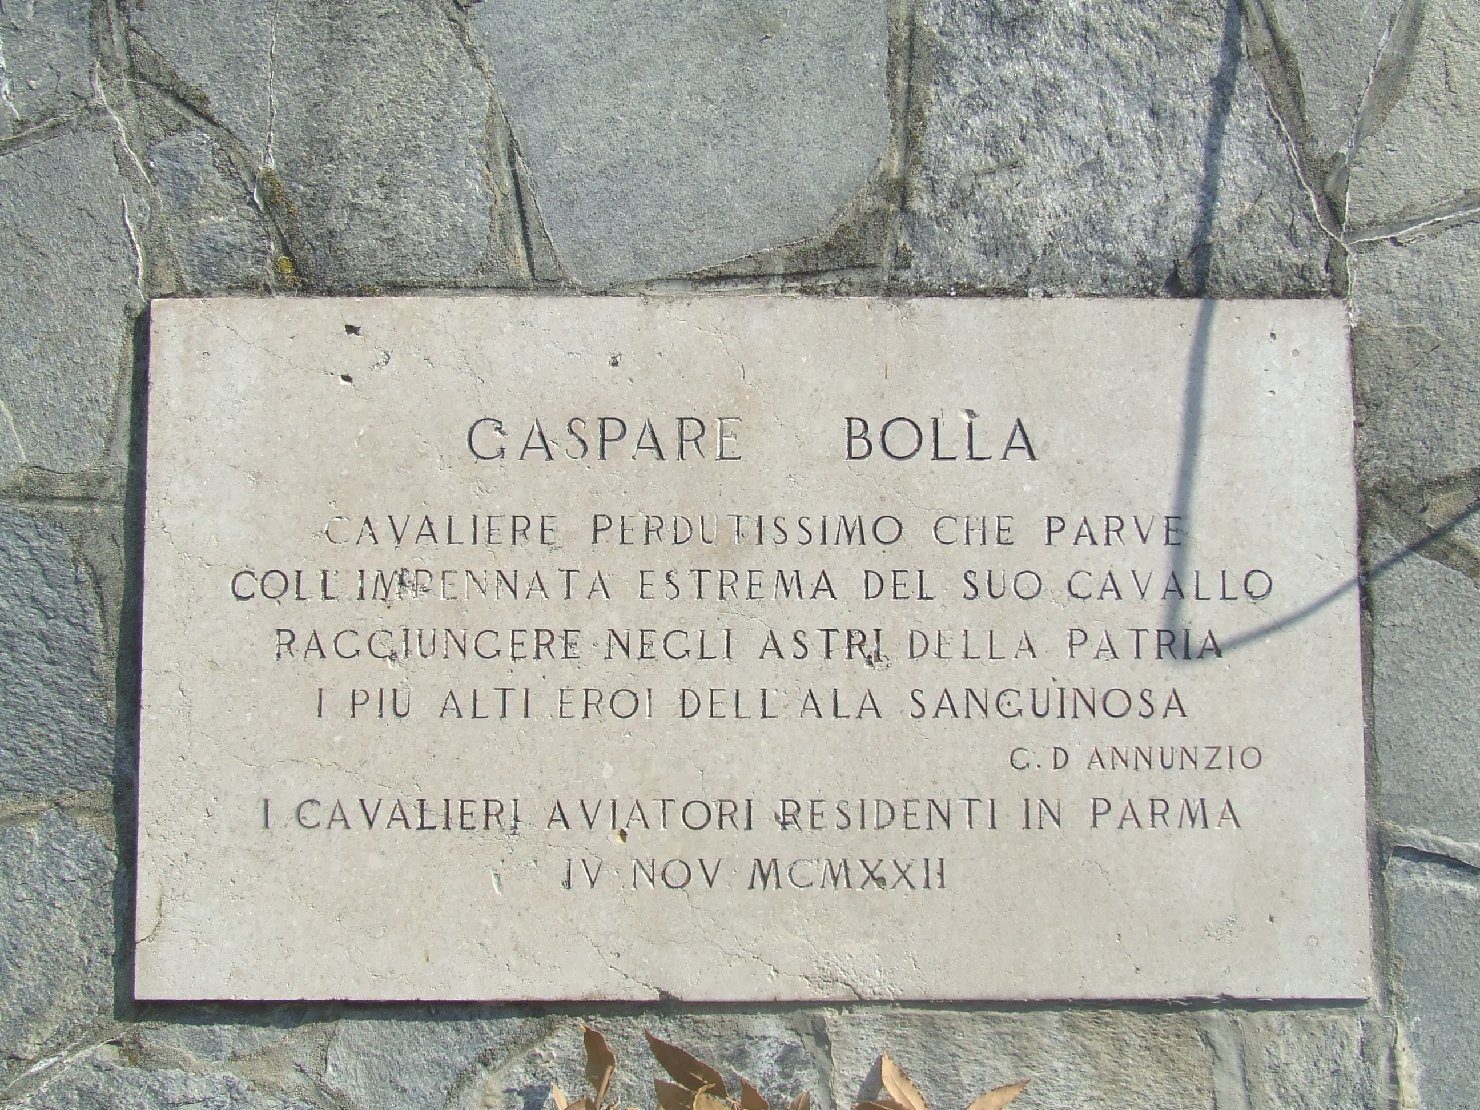 GASPARE BOLLA
CAVALIERE PERDUTISSIMO CHE PARVE
COLL'IMPENNATA ESTREMA DEL SUO CAVALLO
RAGGIUNGERE NEGLI ASTRI DELLA PATRIA
I PIÙ ALTI EROI DELL'ALA SANGUINOSA
G. D'ANNUNZIO
I CAVALIERI AVIATORI RESIDENTI IN PARMA
IV NOV MCMXXII